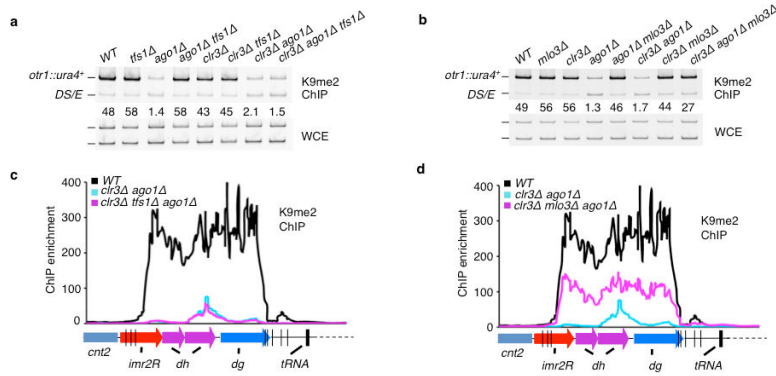 a
WT
tfs1Δ
ago1Δ
ago1Δ tfs1Δ
clr3Δ
clr3Δ tfs1Δ
clr3Δ ago1Δ
clr3Δ ago1Δ tfs1Δ
otr1::ura4⁺
DS/E
K9me2
ChIP
48 58 1.4 58 43 45 2.1 1.5
WCE
b
WT
mlo3Δ
clr3Δ
ago1Δ
ago1Δ mlo3Δ
clr3Δ ago1Δ
clr3Δ mlo3Δ
clr3Δ ago1Δ mlo3Δ
otr1::ura4⁺
DS/E
K9me2
ChIP
49 56 56 1.3 46 1.7 44 27
WCE
c
WT
clr3Δ ago1Δ
clr3Δ tfs1Δ ago1Δ
K9me2
ChIP
ChIP enrichment
400
300
200
100
0
cnt2
imr2R
dh
dg
tRNA
d
WT
clr3Δ ago1Δ
clr3Δ mlo3Δ ago1Δ
K9me2
ChIP
ChIP enrichment
400
300
200
100
0
cnt2
imr2R
dh
dg
tRNA